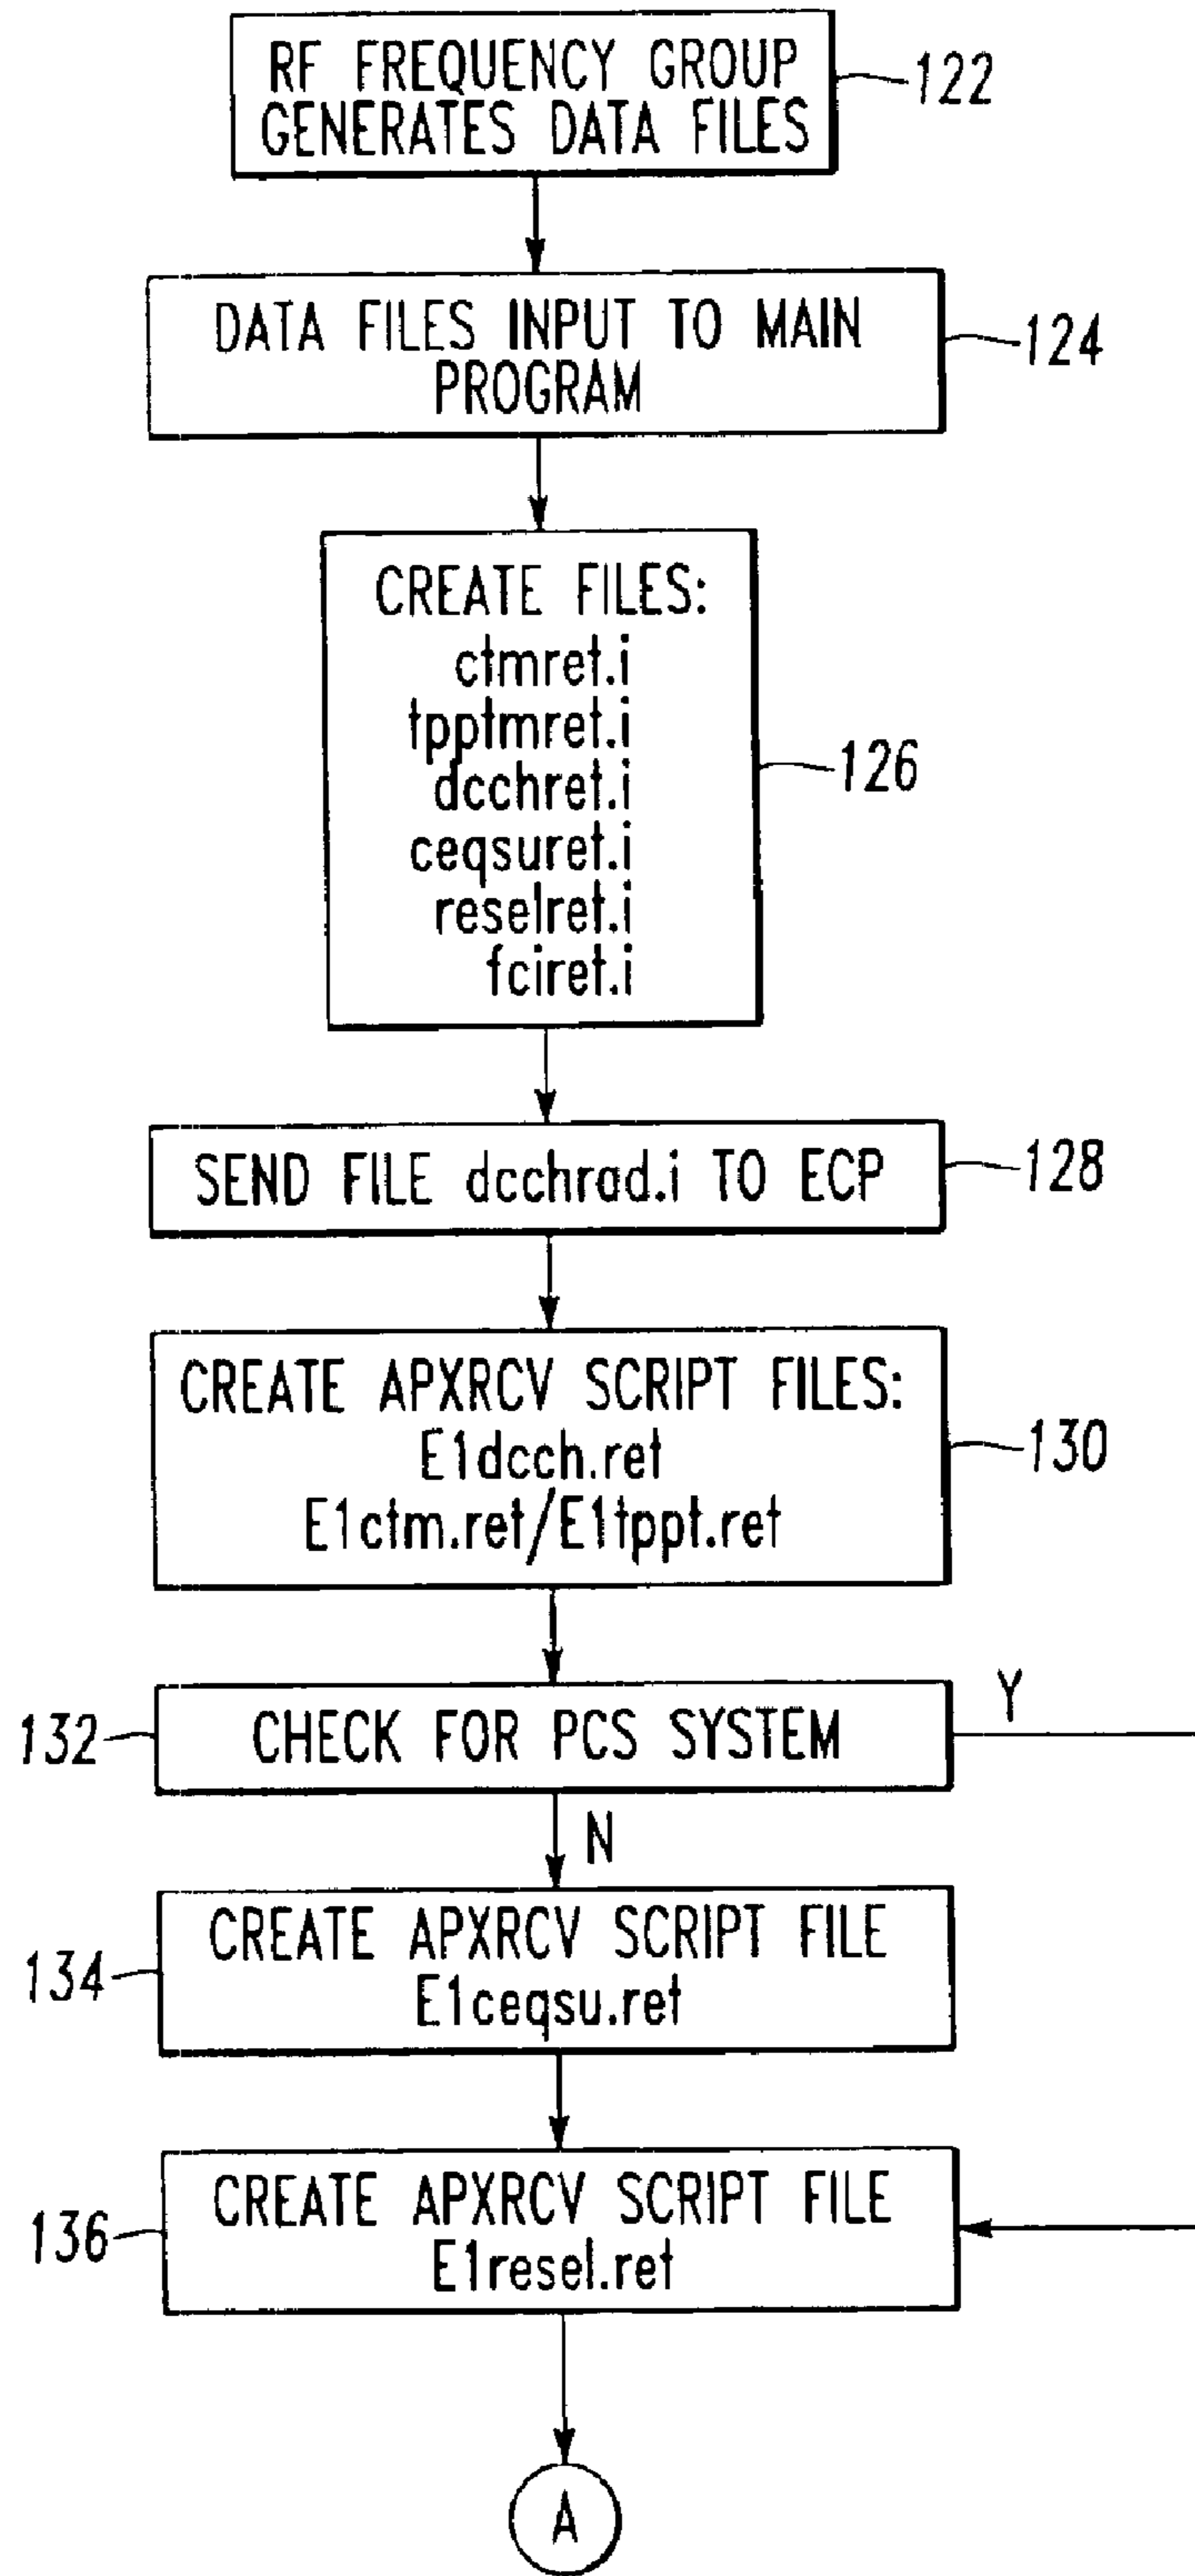 RF FREQUENCY GROUP
GENERATES DATA FILES
122
DATA FILES INPUT TO MAIN
PROGRAM
124
CREATE FILES:
ctmret.i
tpptmret.i
dcchret.i
ceqsuret.i
reselret.i
fciret.i
126
SEND FILE dcchrad.i TO ECP
128
CREATE APXRCV SCRIPT FILES:
E1dcch.ret
E1ctm.ret/E1tppt.ret
130
132
CHECK FOR PCS SYSTEM
Y
N
134
CREATE APXRCV SCRIPT FILE
E1ceqsu.ret
136
CREATE APXRCV SCRIPT FILE
E1resel.ret
A